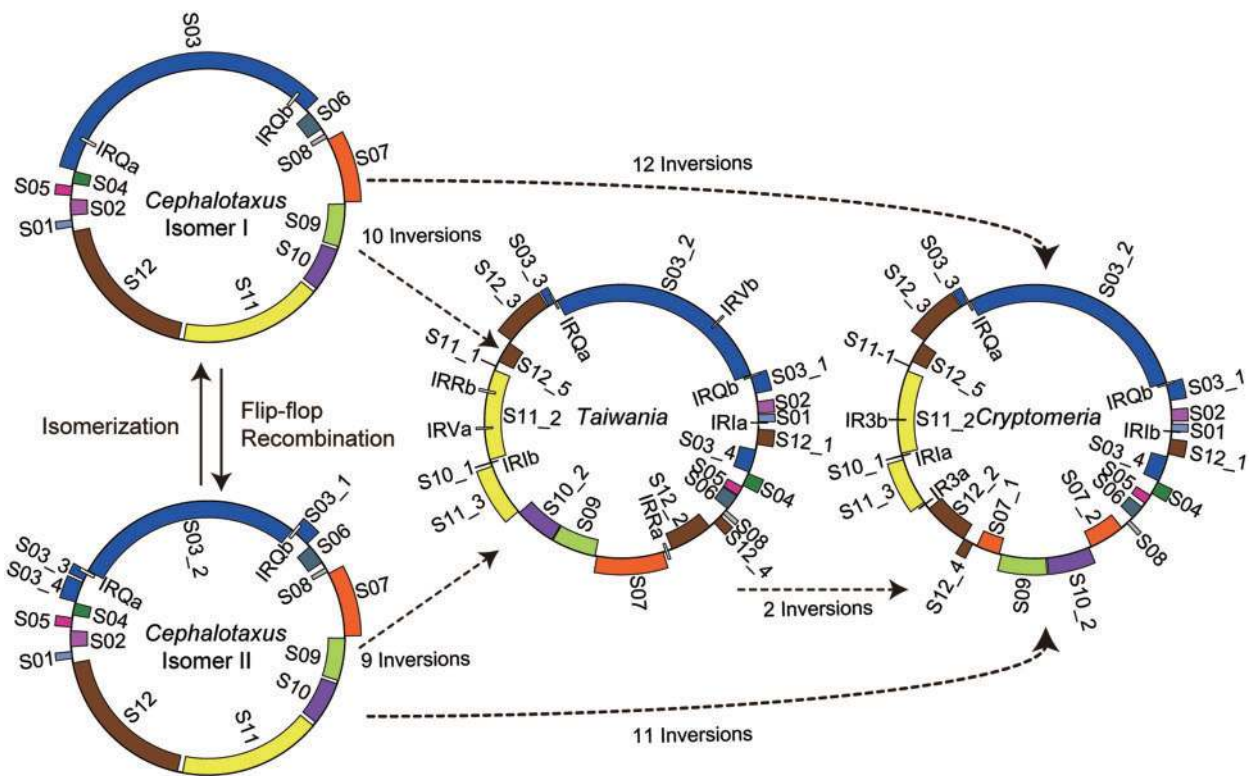 S03
IRQb
S06
S08
S07
IRQa
S05
S04
S02
S01
Cephalotaxus
Isomer I
S09
S10
S12
S11
12 Inversions
10 Inversions
Isomerization
Flip-flop
Recombination
S03_1
S06
S03_2
IRQb
S08
S07
S03_3
S03_4
IRQa
S05
S04
S02
S01
Cephalotaxus
Isomer II
S09
S10
S12
S11
9 Inversions
11 Inversions
2 Inversions
S03_3
S12_3
S03_2
IRVb
IRQa
S11_1
S12_5
IRRb
S11_2
IRVa
Taiwania
IRQb
S03_1
S02
S01
IRIa
S12_1
S03_4
S10_1
IRIb
S11_3
S10_2
S09
S05
S06
S04
S12_2
IRRa
S08
S12_4
S07
S03_3
S12_3
S03_2
IRQa
S11-1
S12_5
IR3b
S11_2
Cryptomeria
IRQb
S03_1
S02
S01
IRIb
S12_1
S03_4
S10_1
IRIa
S11_3
IR3a
S12_2
S07_1
S07_2
S05
S06
S04
S08
S12_4
S09
S10_2